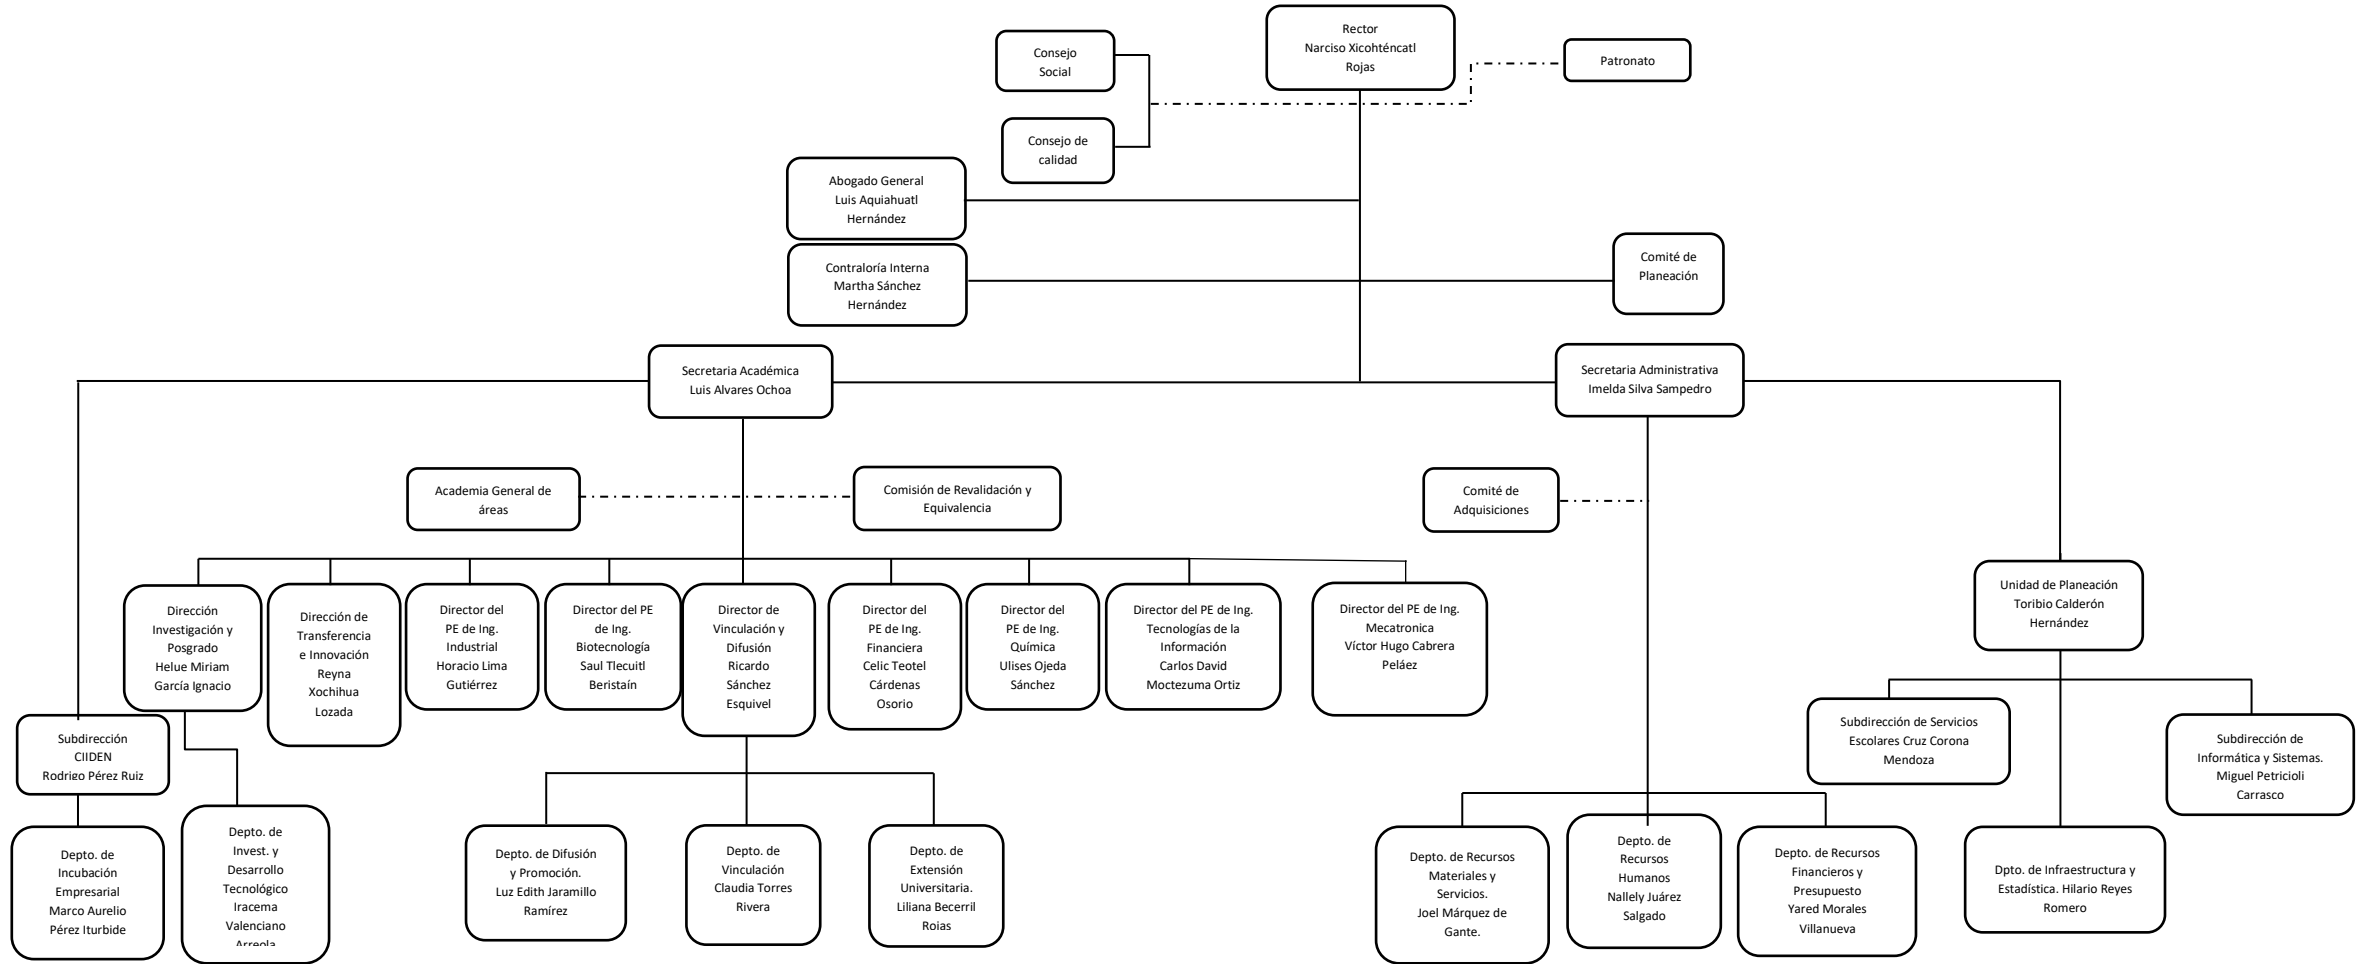 Rector
Narciso Xicohténcatl
Rojas
Consejo
Social
Patronato
Consejo de
calidad
Abogado General
Luis Aquiahuatl
Hernández
Contraloría Interna
Martha Sánchez
Hernández
Comité de
Planeación
Secretaria Académica
Luis Alvares Ochoa
Secretaria Administrativa
Imelda Silva Sampedro
Academia General de
áreas
Comisión de Revalidación y
Equivalencia
Comité de
Adquisiciones
Dirección
Investigación y
Posgrado
Helue Miriam
García Ignacio
Dirección de
Transferencia
e Innovación
Reyna
Xochihua
Lozada
Director del
PE de Ing.
Industrial
Horacio Lima
Gutiérrez
Director del PE
de Ing.
Biotecnología
Saul Tlecuitl
Beristaín
Director de
Vinculación y
Difusión
Ricardo
Sánchez
Esquivel
Director del
PE de Ing.
Financiera
Celic Teotel
Cárdenas
Osorio
Director del
PE de Ing.
Química
Ulises Ojeda
Sánchez
Director del PE de Ing.
Tecnologías de la
Información
Carlos David
Moctezuma Ortiz
Director del PE de Ing.
Mecatronica
Víctor Hugo Cabrera
Peláez
Unidad de Planeación
Toribio Calderón
Hernández
Subdirección
CIIDEN
Rodrigo Pérez Ruiz
Subdirección de Servicios
Escolares Cruz Corona
Mendoza
Subdirección de
Informática y Sistemas.
Miguel Petricioli
Carrasco
Depto. de
Incubación
Empresarial
Marco Aurelio
Pérez Iturbide
Depto. de
Invest. y
Desarrollo
Tecnológico
Iracema
Valenciano
Arreola
Depto. de Difusión
y Promoción.
Luz Edith Jaramillo
Ramírez
Depto. de
Vinculación
Claudia Torres
Rivera
Depto. de
Extensión
Universitaria.
Liliana Becerril
Rojas
Depto. de Recursos
Materiales y
Servicios.
Joel Márquez de
Gante.
Depto. de
Recursos
Humanos
Nallely Juárez
Salgado
Depto. de Recursos
Financieros y
Presupuesto
Yared Morales
Villanueva
Dpto. de Infraestructura y
Estadística. Hilario Reyes
Romero